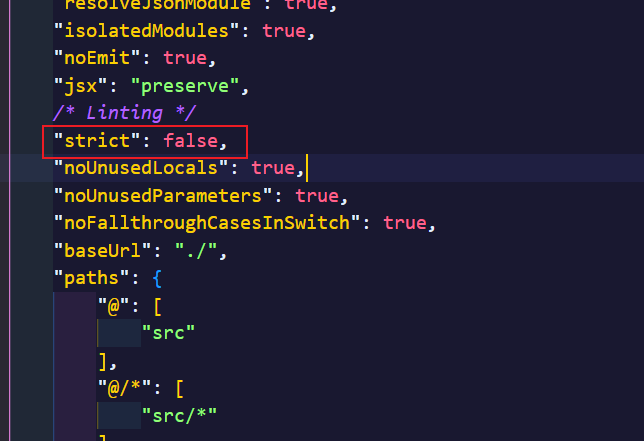 "resolveJsonModule": true,
"isolatedModules": true,
"noEmit": true,
"jsx": "preserve",
/* Linting */
"strict": false,
"noUnusedLocals": true,
"noUnusedParameters": true,
"noFallthroughCasesInSwitch": true,
"baseUrl": "./",
"paths": {
"@": [
"src"
],
"@/*": [
"src/*"
]